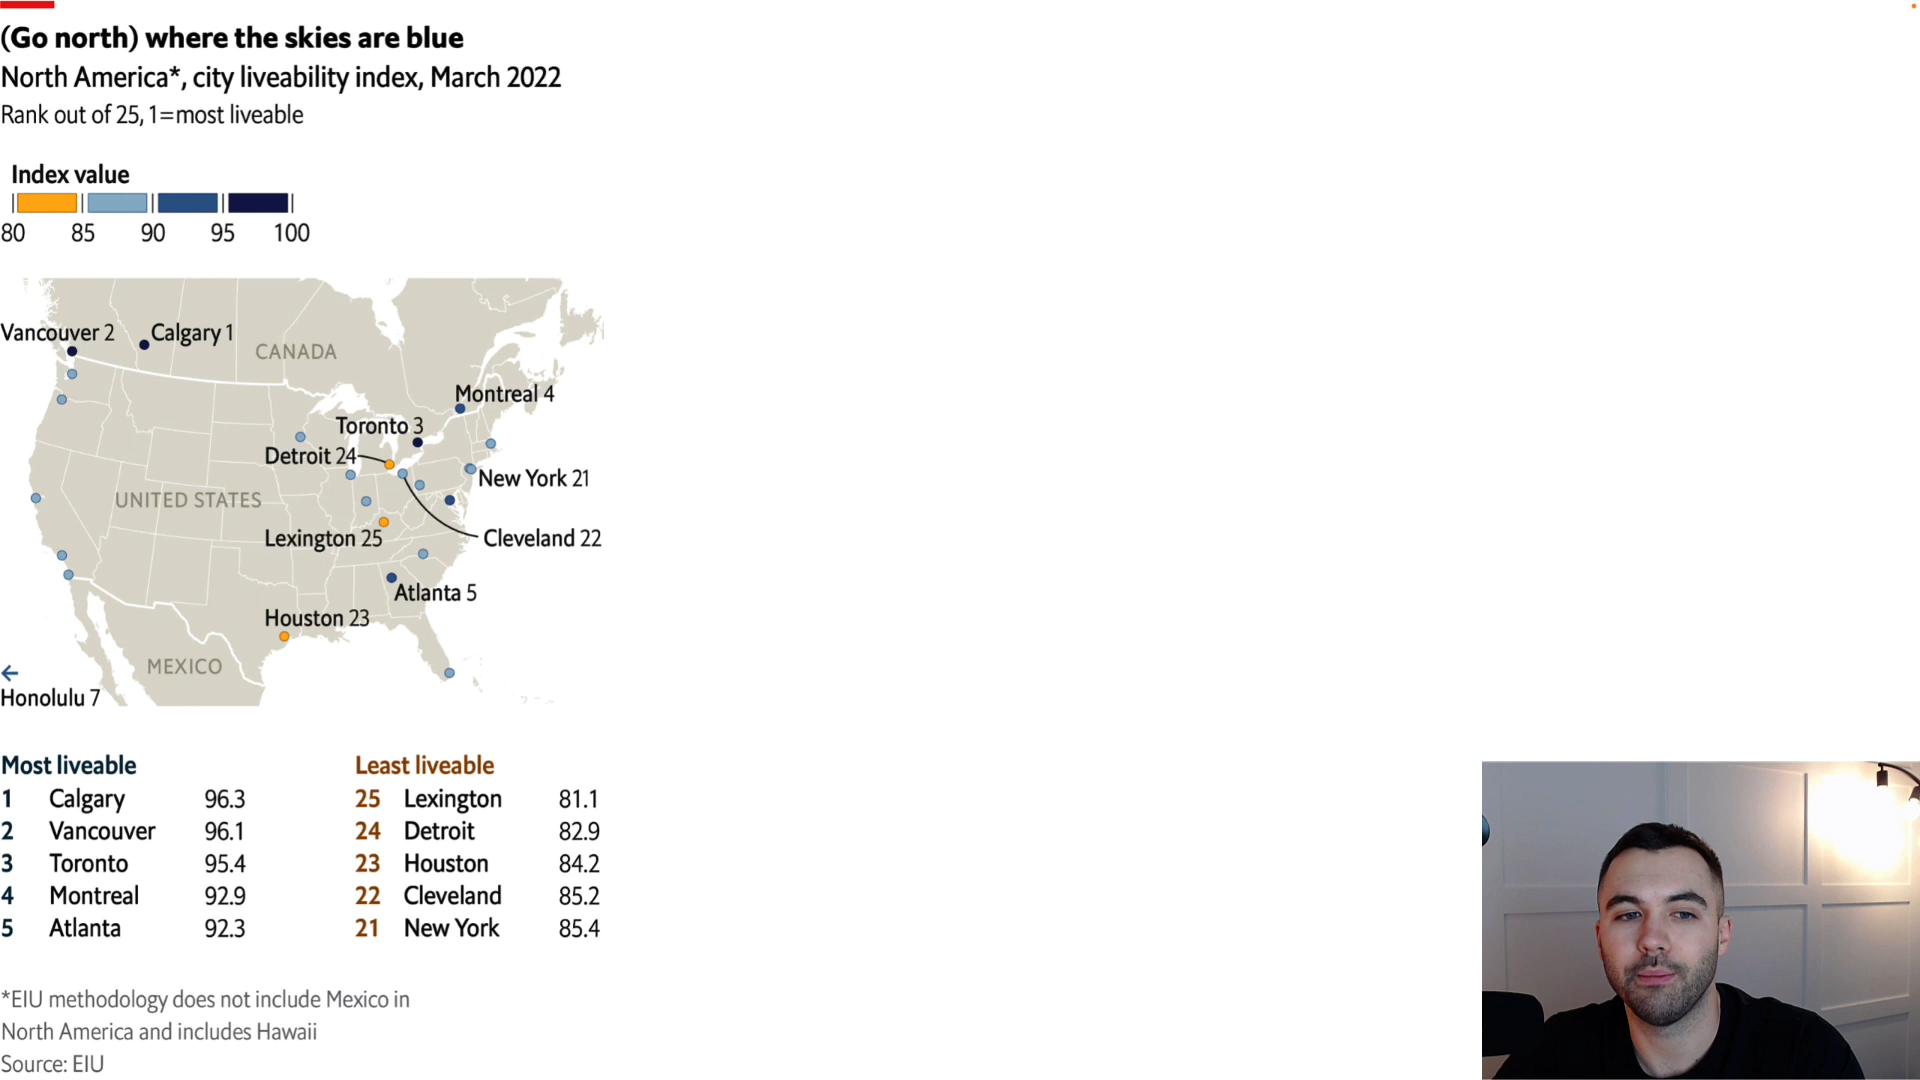 (Go north) where the skies are blue
North America*, city liveability index, March 2022
Rank out of 25, 1=most liveable
Index value
80 85 90 95 100
Vancouver 2
Calgary 1
CANADA
Montreal 4
Toronto 3
Detroit 24
New York 21
UNITED STATES
Lexington 25
Cleveland 22
Atlanta 5
Houston 23
MEXICO
Honolulu 7
Most liveable
1 Calgary 96.3
2 Vancouver 96.1
3 Toronto 95.4
4 Montreal 92.9
5 Atlanta 92.3
Least liveable
25 Lexington 81.1
24 Detroit 82.9
23 Houston 84.2
22 Cleveland 85.2
21 New York 85.4
*EIU methodology does not include Mexico in
North America and includes Hawaii
Source: EIU